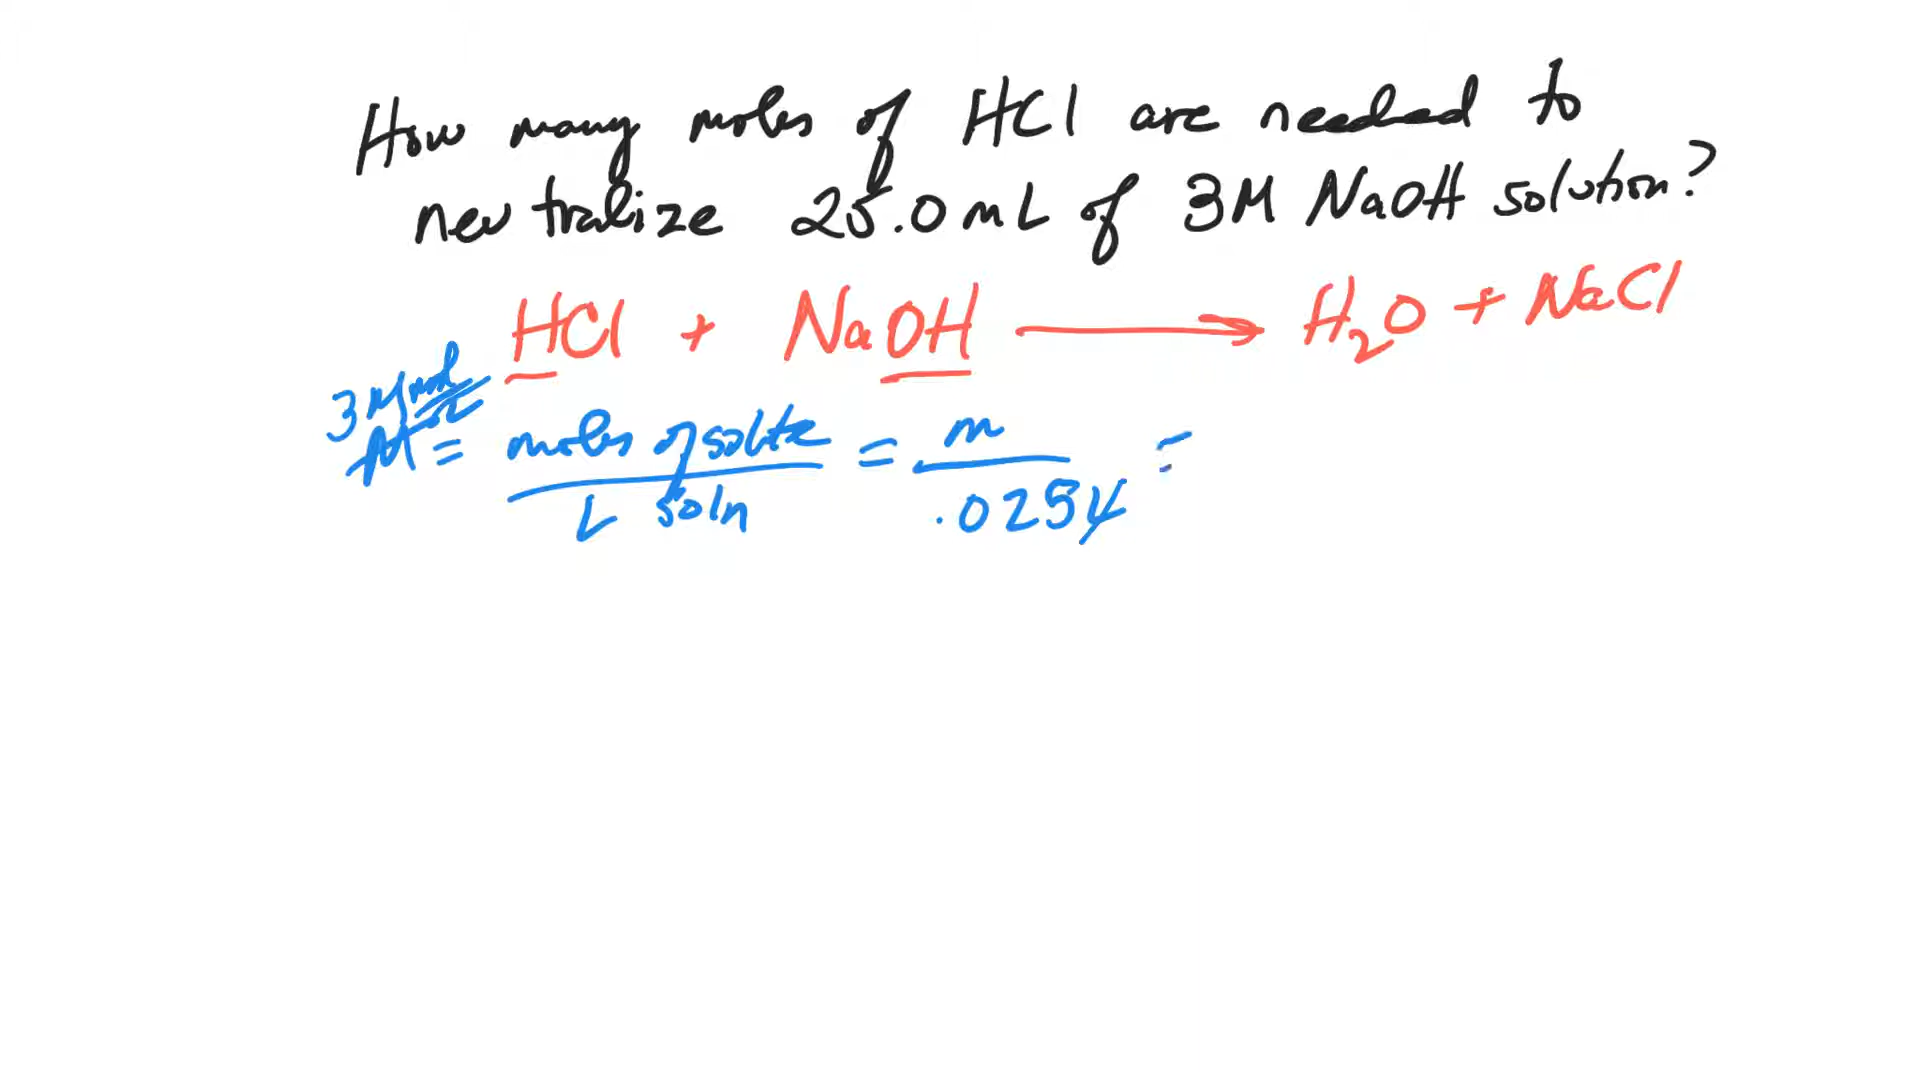 How many moles of HCl are needed to
neutralize 25.0 mL of 3M NaOH solution?
HCl + NaOH ⟶ H₂O + NaCl
3 M mol/L
M = moles of solute / L soln = m / .025 L =